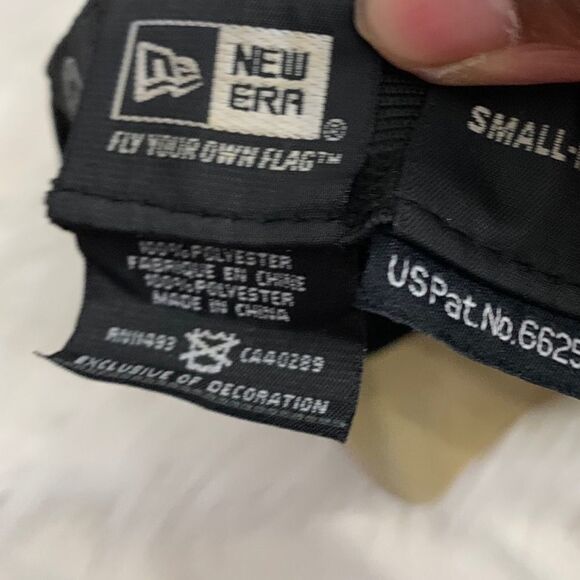 NEW
ERA®
FLY YOUR OWN FLAG™
SMALL-
100% POLYESTER
FABRIQUE EN CHINE
100% POLYESTER
MADE IN CHINA
RN11493 CA40289
EXCLUSIVE OF DECORATION
USPat.No.6625